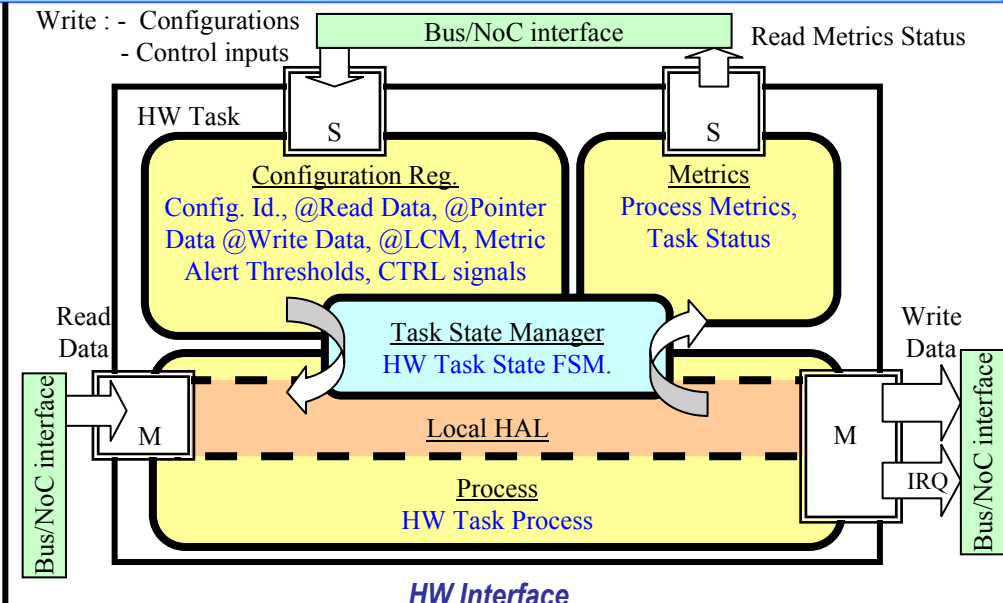 Write : - Configurations
- Control inputs
Bus/NoC interface
Read Metrics Status
HW Task
S
S
Configuration Reg.
Config. Id., @Read Data, @Pointer
Data @Write Data, @LCM, Metric
Alert Thresholds, CTRL signals
Metrics
Process Metrics,
Task Status
Read
Data
Task State Manager
HW Task State FSM.
Write
Data
Bus/NoC interface
M
Local HAL
M
IRQ
Bus/NoC interface
Process
HW Task Process
HW Interface